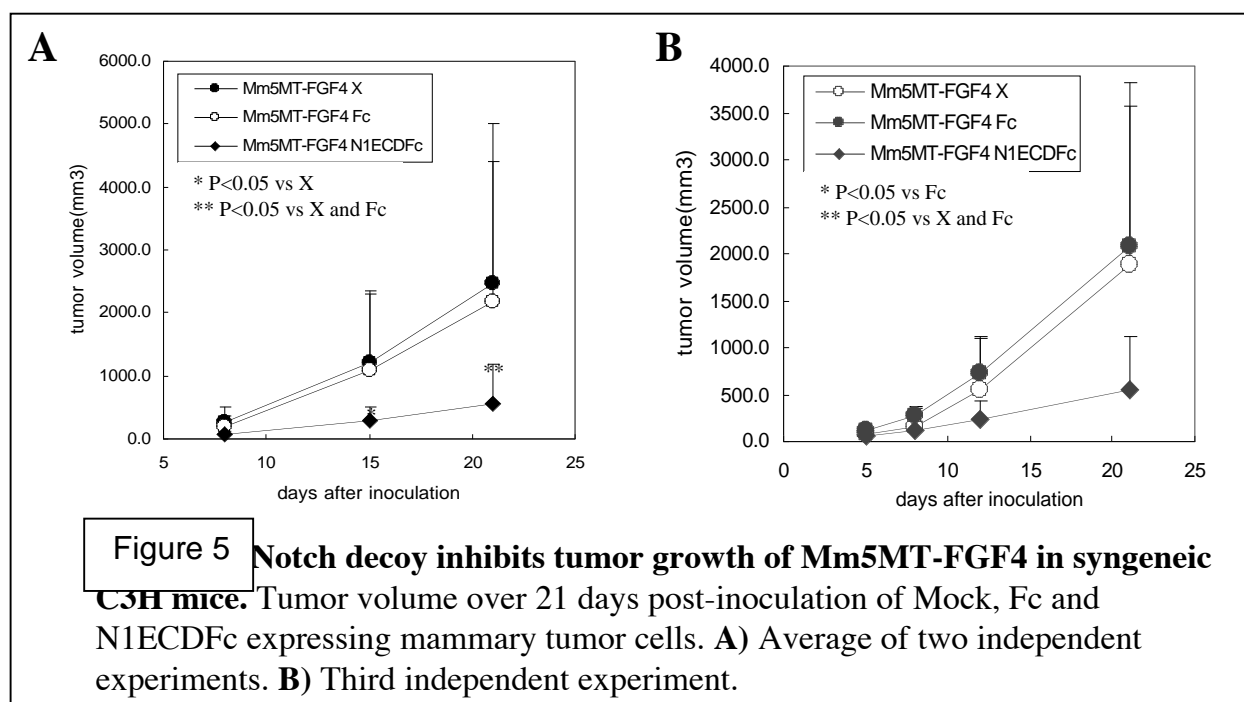 A
6000.0
5000.0
4000.0
3000.0
2000.0
1000.0
0.0
tumor volume(mm3)
Mm5MT-FGF4 X
Mm5MT-FGF4 Fc
Mm5MT-FGF4 N1ECDFc
* P<0.05 vs X
** P<0.05 vs X and Fc
*
**
5 10 15 20 25
days after inoculation
B
4000.0
3500.0
3000.0
2500.0
2000.0
1500.0
1000.0
500.0
0.0
tumor volume(mm3)
Mm5MT-FGF4 X
Mm5MT-FGF4 Fc
Mm5MT-FGF4 N1ECDFc
* P<0.05 vs Fc
** P<0.05 vs X and Fc
0 5 10 15 20 25
days after inoculation
Figure 5 Notch decoy inhibits tumor growth of Mm5MT-FGF4 in syngeneic
C3H mice. Tumor volume over 21 days post-inoculation of Mock, Fc and
N1ECDFc expressing mammary tumor cells. A) Average of two independent
experiments. B) Third independent experiment.